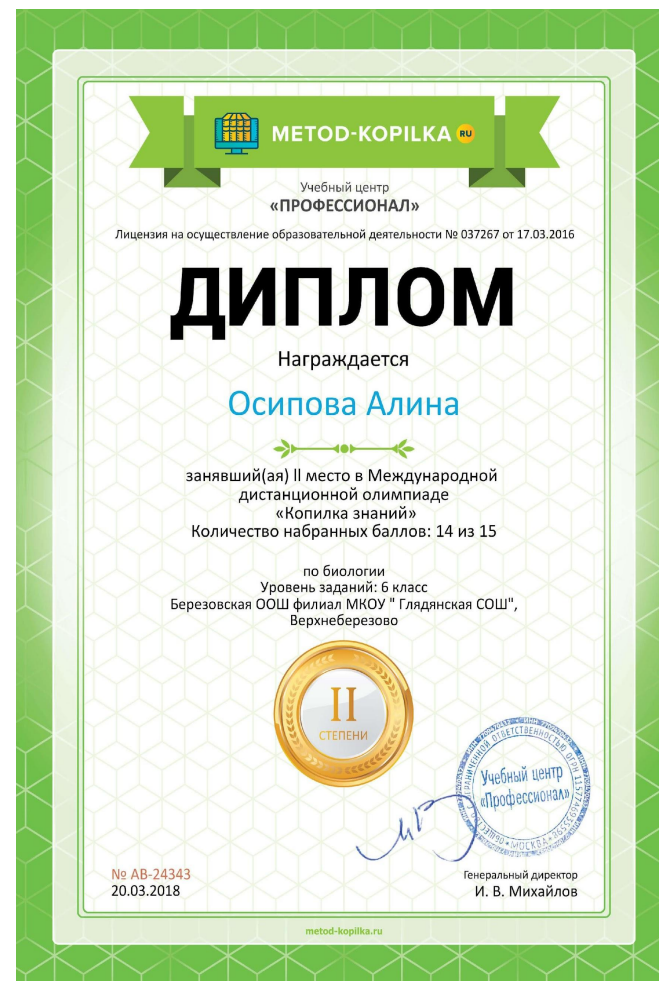 METOD-KOPILKA RU
Учебный центр
«ПРОФЕССИОНАЛ»
Лицензия на осуществление образовательной деятельности № 037267 от 17.03.2016
ДИПЛОМ
Награждается
Осипова Алина
занявший(ая) II место в Международной
дистанционной олимпиаде
«Копилка знаний»
Количество набранных баллов: 14 из 15
по биологии
Уровень заданий: 6 класс
Березовская ООШ филиал МКОУ " Глядянская СОШ",
Верхнеберезово
II
СТЕПЕНИ
Учебный центр
«Профессионал»
МОСКВА
№ АВ-24343
20.03.2018
Генеральный директор
И. В. Михайлов
metod-kopilka.ru